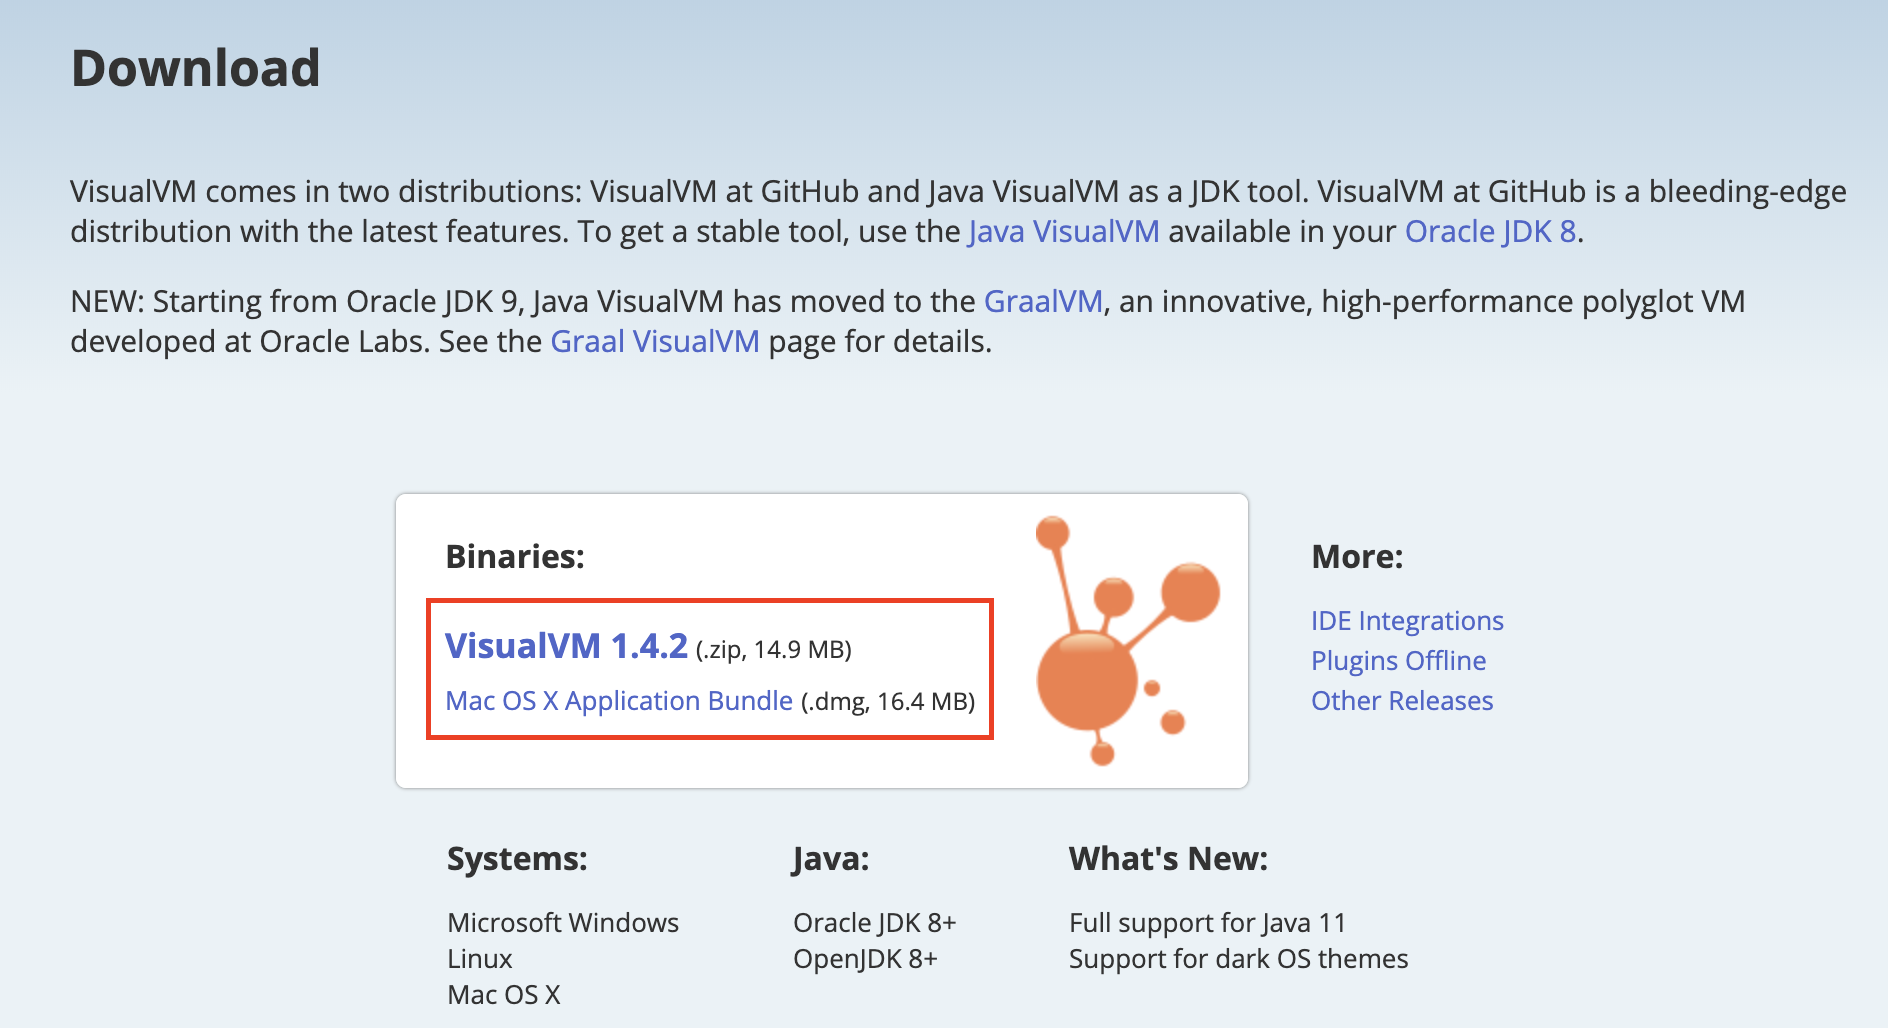 Download
VisualVM comes in two distributions: VisualVM at GitHub and Java VisualVM as a JDK tool. VisualVM at GitHub is a bleeding-edge
distribution with the latest features. To get a stable tool, use the Java VisualVM available in your Oracle JDK 8.
NEW: Starting from Oracle JDK 9, Java VisualVM has moved to the GraalVM, an innovative, high-performance polyglot VM
developed at Oracle Labs. See the Graal VisualVM page for details.
Binaries:
VisualVM 1.4.2 (.zip, 14.9 MB)
Mac OS X Application Bundle (.dmg, 16.4 MB)
More:
IDE Integrations
Plugins Offline
Other Releases
Systems:
Microsoft Windows
Linux
Mac OS X
Java:
Oracle JDK 8+
OpenJDK 8+
What's New:
Full support for Java 11
Support for dark OS themes